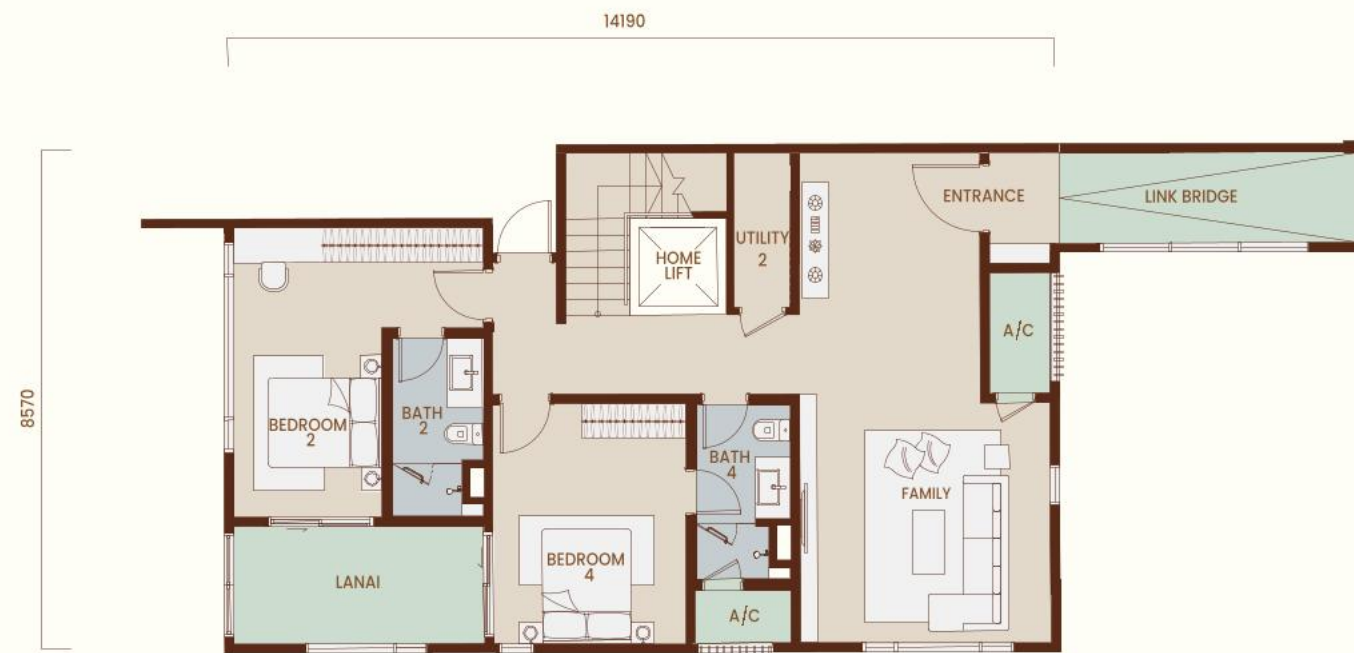 14190
ENTRANCE
LINK BRIDGE
UTILITY
2
HOME
LIFT
A/C
8570
BEDROOM
2
BATH
2
BATH
4
FAMILY
BEDROOM
4
LANAI
A/C